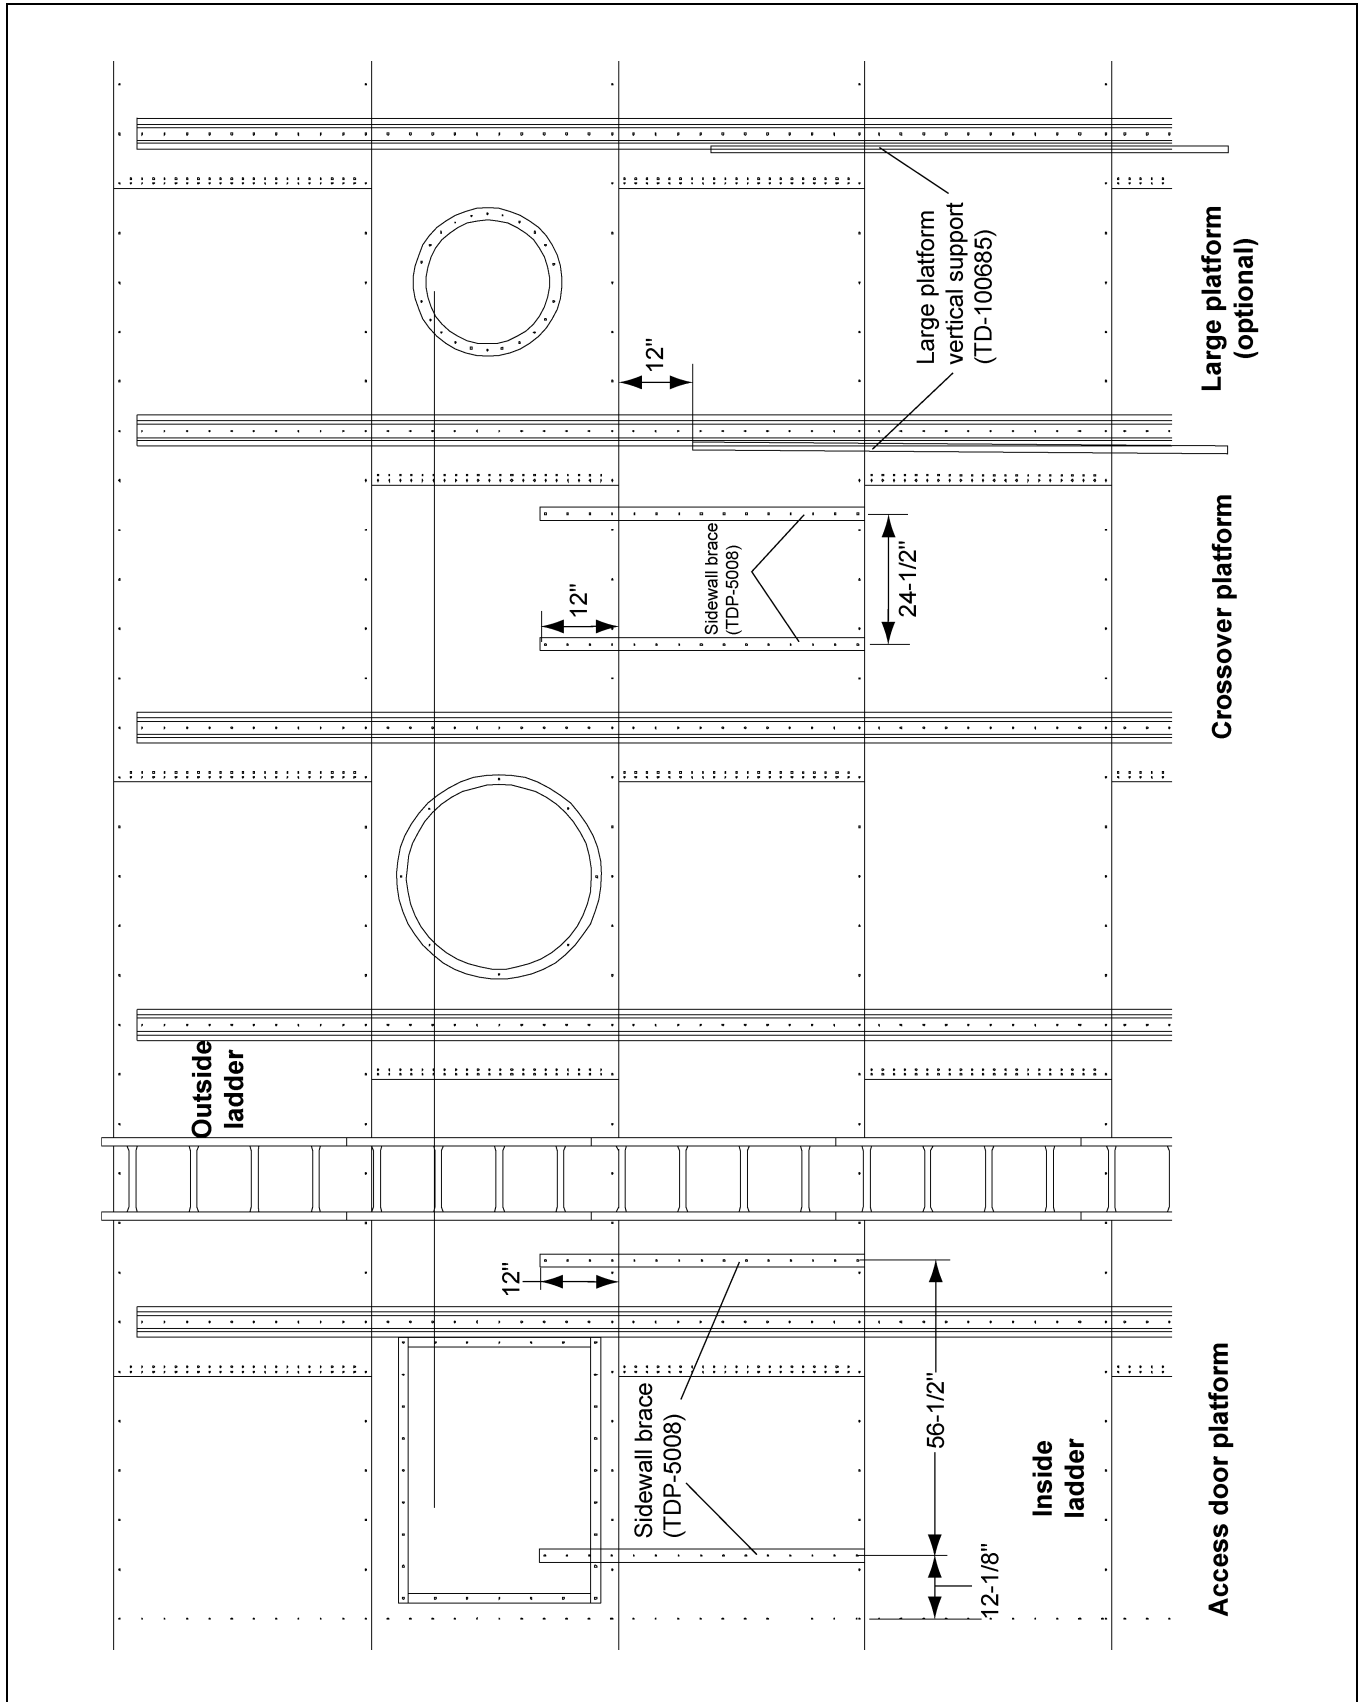 Outside
ladder
12"
Sidewall brace
(TDP-5008)
12-1/8"
56-1/2"
Inside
ladder
Access door platform
12"
Sidewall brace
(TDP-5008)
24-1/2"
Crossover platform
12"
Large platform
vertical support
(TD-100685)
Large platform
(optional)